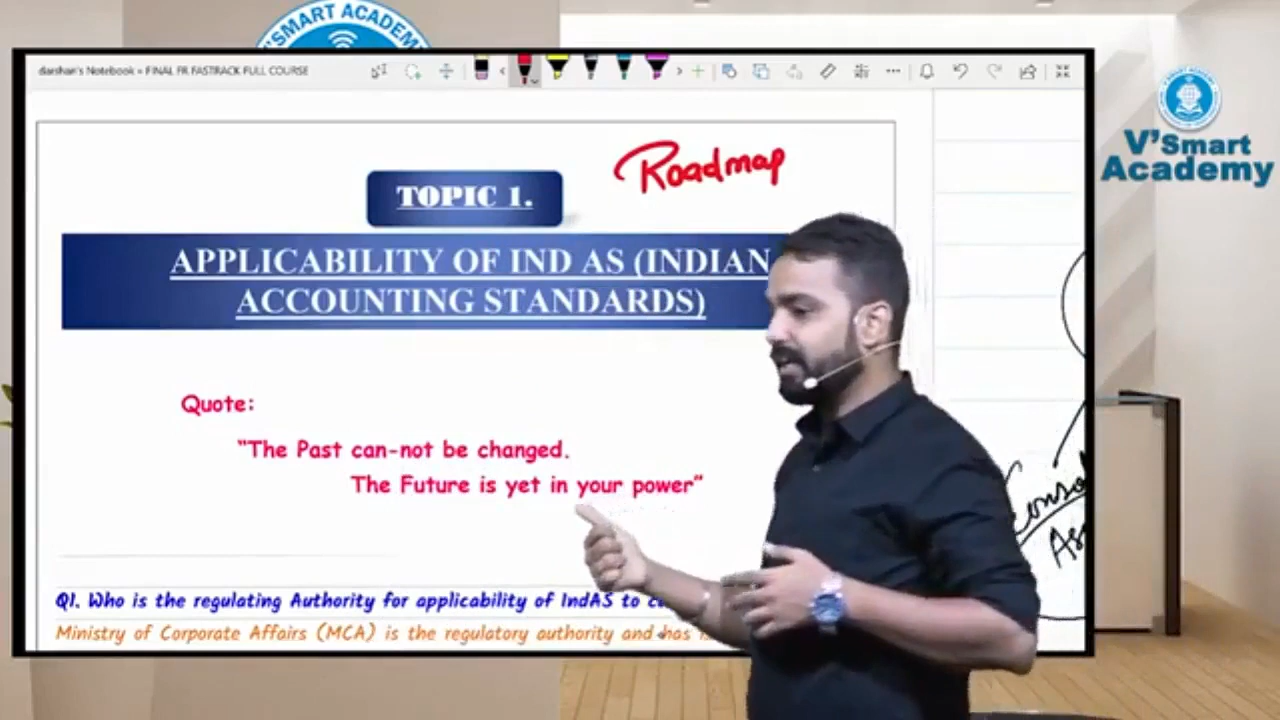 V'SMART ACADEMY
darshan's Notebook » FINAL FR FASTRACK FULL COURSE
Roadmap
TOPIC 1.
APPLICABILITY OF IND AS (INDIAN
ACCOUNTING STANDARDS)
V'Smart
Academy
Quote:
"The Past can-not be changed.
The Future is yet in your power"
Q1. Who is the regulating Authority for applicability of IndAS to
Ministry of Corporate Affairs (MCA) is the regulatory authority and has